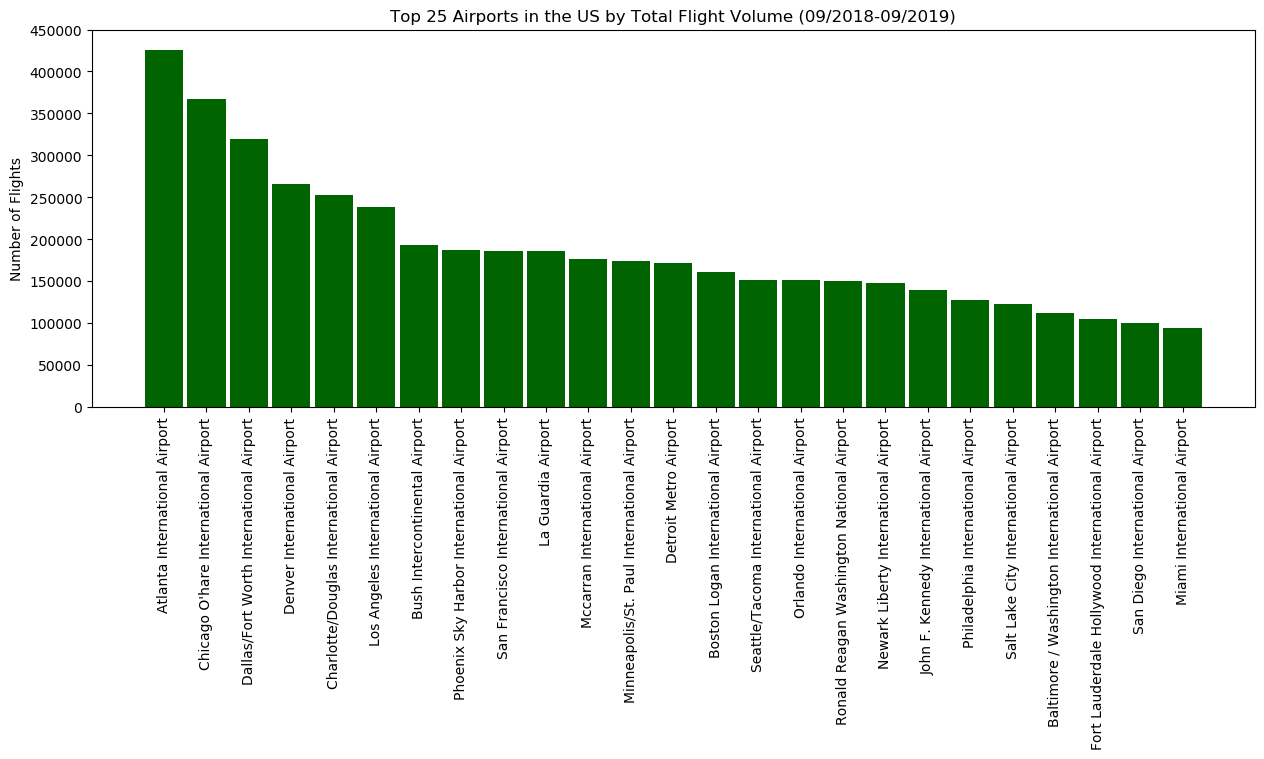 Top 25 Airports in the US by Total Flight Volume (09/2018-09/2019)
450000
400000
350000
300000
250000
200000
150000
100000
50000
0
Number of Flights
Atlanta International Airport
Chicago O'hare International Airport
Dallas/Fort Worth International Airport
Denver International Airport
Charlotte/Douglas International Airport
Los Angeles International Airport
Bush Intercontinental Airport
Phoenix Sky Harbor International Airport
San Francisco International Airport
La Guardia Airport
Mccarran International Airport
Minneapolis/St. Paul International Airport
Detroit Metro Airport
Boston Logan International Airport
Seattle/Tacoma International Airport
Orlando International Airport
Ronald Reagan Washington National Airport
Newark Liberty International Airport
John F. Kennedy International Airport
Philadelphia International Airport
Salt Lake City International Airport
Baltimore / Washington International Airport
Fort Lauderdale Hollywood International Airport
San Diego International Airport
Miami International Airport